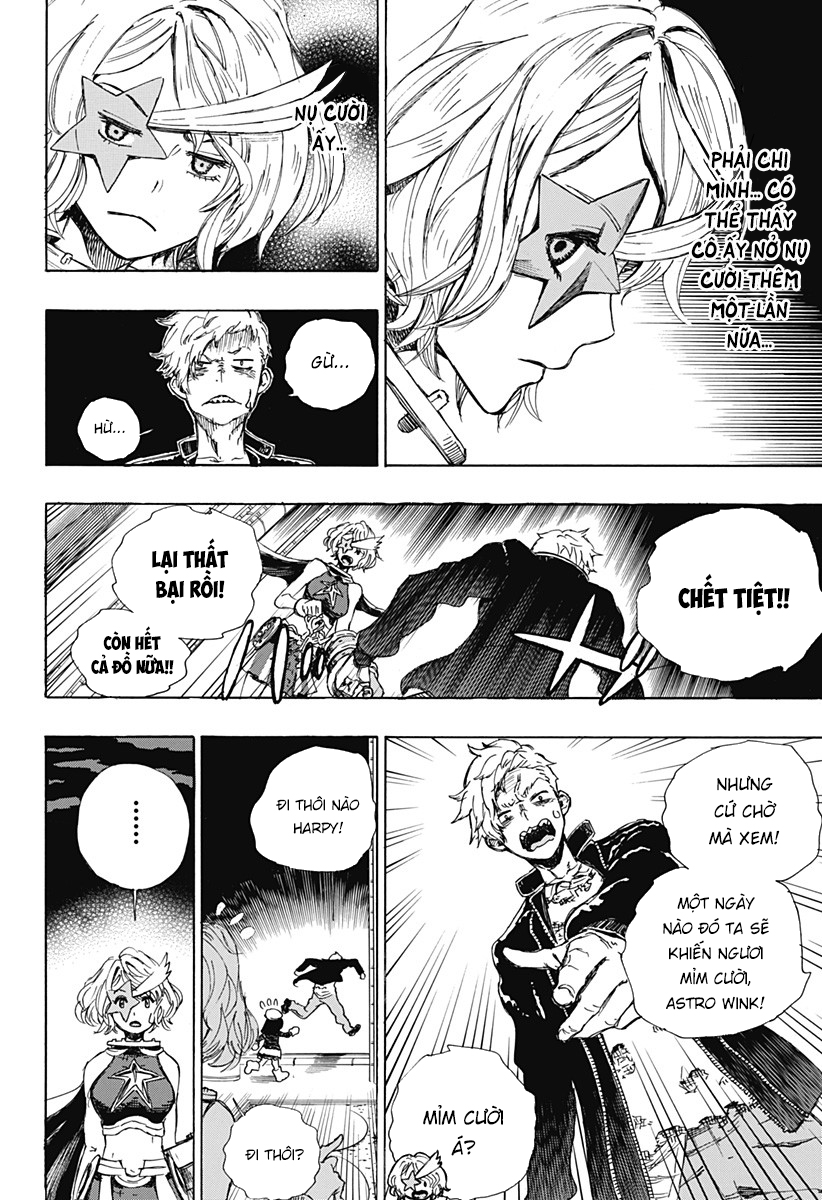 PHẢI CHI
MÌNH... CÓ
THỂ THẤY
CÔ ẤY NỞ NỤ
CƯỜI THÊM
MỘT LẦN
NỮA...
NỤ CƯỜI
ẤY...
GỪ...
HỪ...
CHẾT TIỆT!!
LẠI THẤT
BẠI RỒI!
CÒN HẾT
CẢ ĐỒ NỮA!!
NHƯNG
CỨ CHỜ
MÀ XEM!
MỘT NGÀY
NÀO ĐÓ TA SẼ
KHIẾN NGƯƠI
MỈM CƯỜI,
ASTRO WINK!
MỈM CƯỜI
Á?
ĐI THÔI NÀO
HARPY!
ĐI THÔI?
......